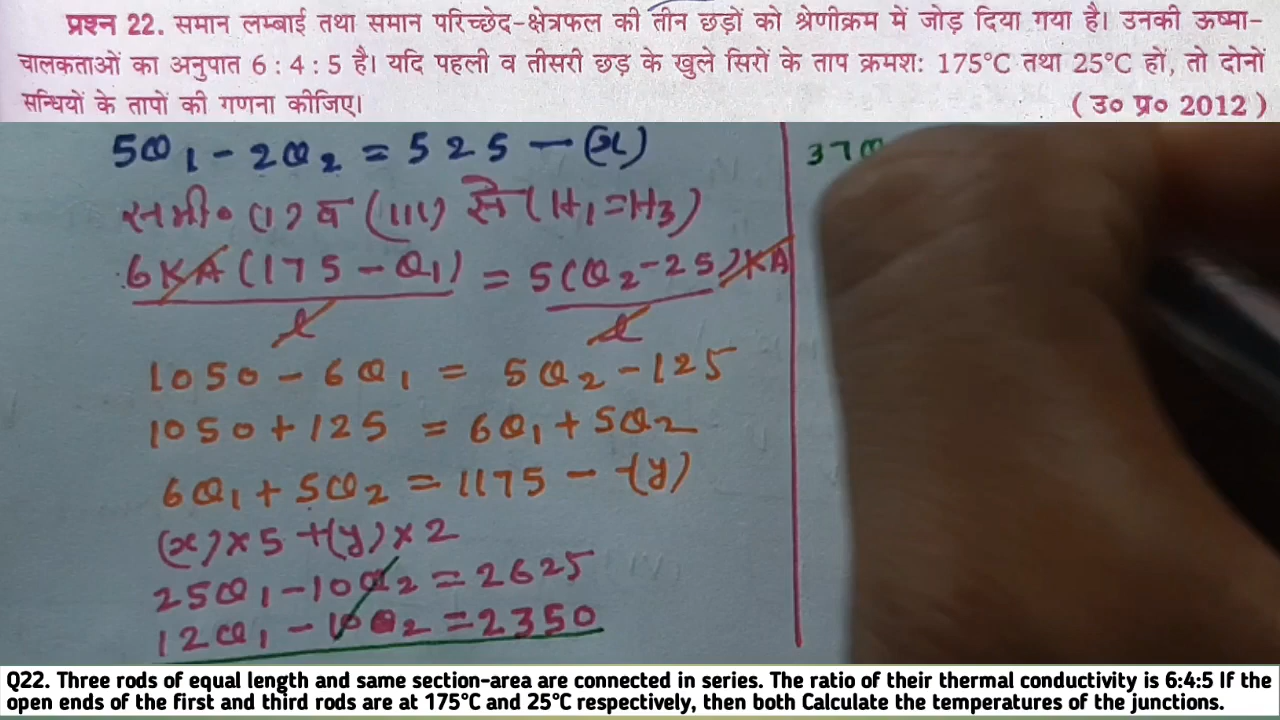 प्रश्न 22. समान लम्बाई तथा समान परिच्छेद-क्षेत्रफल की तीन छड़ों को श्रेणीक्रम में जोड़ दिया गया है। उनकी ऊष्मा-
चालकताओं का अनुपात 6 : 4 : 5 है। यदि पहली व तीसरी छड़ के खुले सिरों के ताप क्रमश: 175°C तथा 25°C हों, तो दोनों
सन्धियों के तापों की गणना कीजिए। ( उ० प्र० 2012 )
5θ₁ - 2θ₂ = 525 — (x)
समी० (1) व (111) से (H₁=H₃)
6KA (175 - θ₁) = 5(θ₂ - 25) KA
l l
1050 - 6θ₁ = 5θ₂ - 125
1050 + 125 = 6θ₁ + 5θ₂
6θ₁ + 5θ₂ = 1175 - (y)
(x) × 5 + (y) × 2
25θ₁ - 10θ₂ = 2625
12θ₁ - 10θ₂ = 2350
37θ
Q22. Three rods of equal length and same section-area are connected in series. The ratio of their thermal conductivity is 6:4:5 If the
open ends of the first and third rods are at 175°C and 25°C respectively, then both Calculate the temperatures of the junctions.